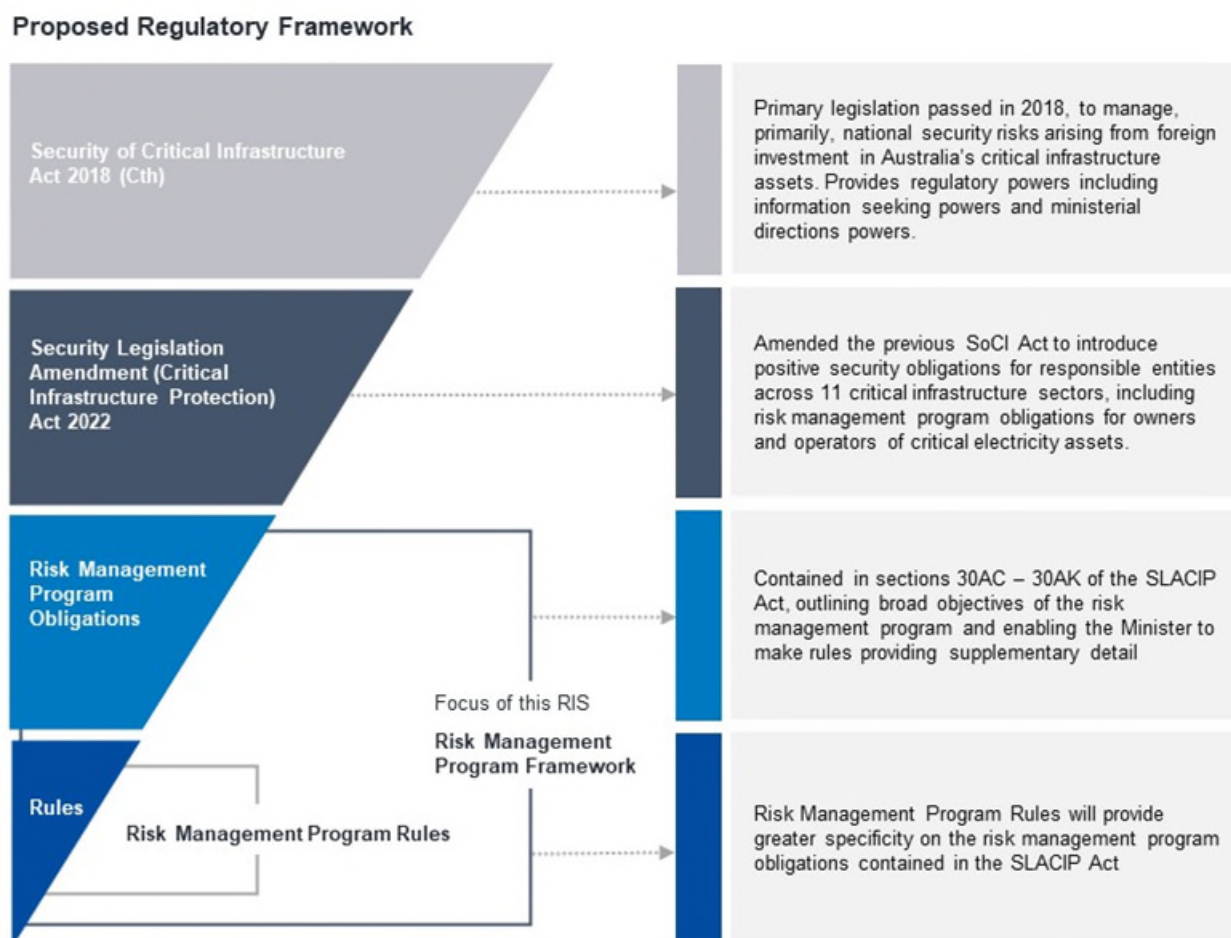 Proposed Regulatory Framework
Security of Critical Infrastructure
Act 2018 (Cth)
Primary legislation passed in 2018, to manage,
primarily, national security risks arising from foreign
investment in Australia's critical infrastructure
assets. Provides regulatory powers including
information seeking powers and ministerial
directions powers.
Security Legislation
Amendment (Critical
Infrastructure Protection)
Act 2022
Amended the previous SoCI Act to introduce
positive security obligations for responsible entities
across 11 critical infrastructure sectors, including
risk management program obligations for owners
and operators of critical electricity assets.
Risk Management
Program
Obligations
Contained in sections 30AC – 30AK of the SLACIP
Act, outlining broad objectives of the risk
management program and enabling the Minister to
make rules providing supplementary detail
Focus of this RIS
Risk Management
Program Framework
Rules
Risk Management Program Rules
Risk Management Program Rules will provide
greater specificity on the risk management program
obligations contained in the SLACIP Act